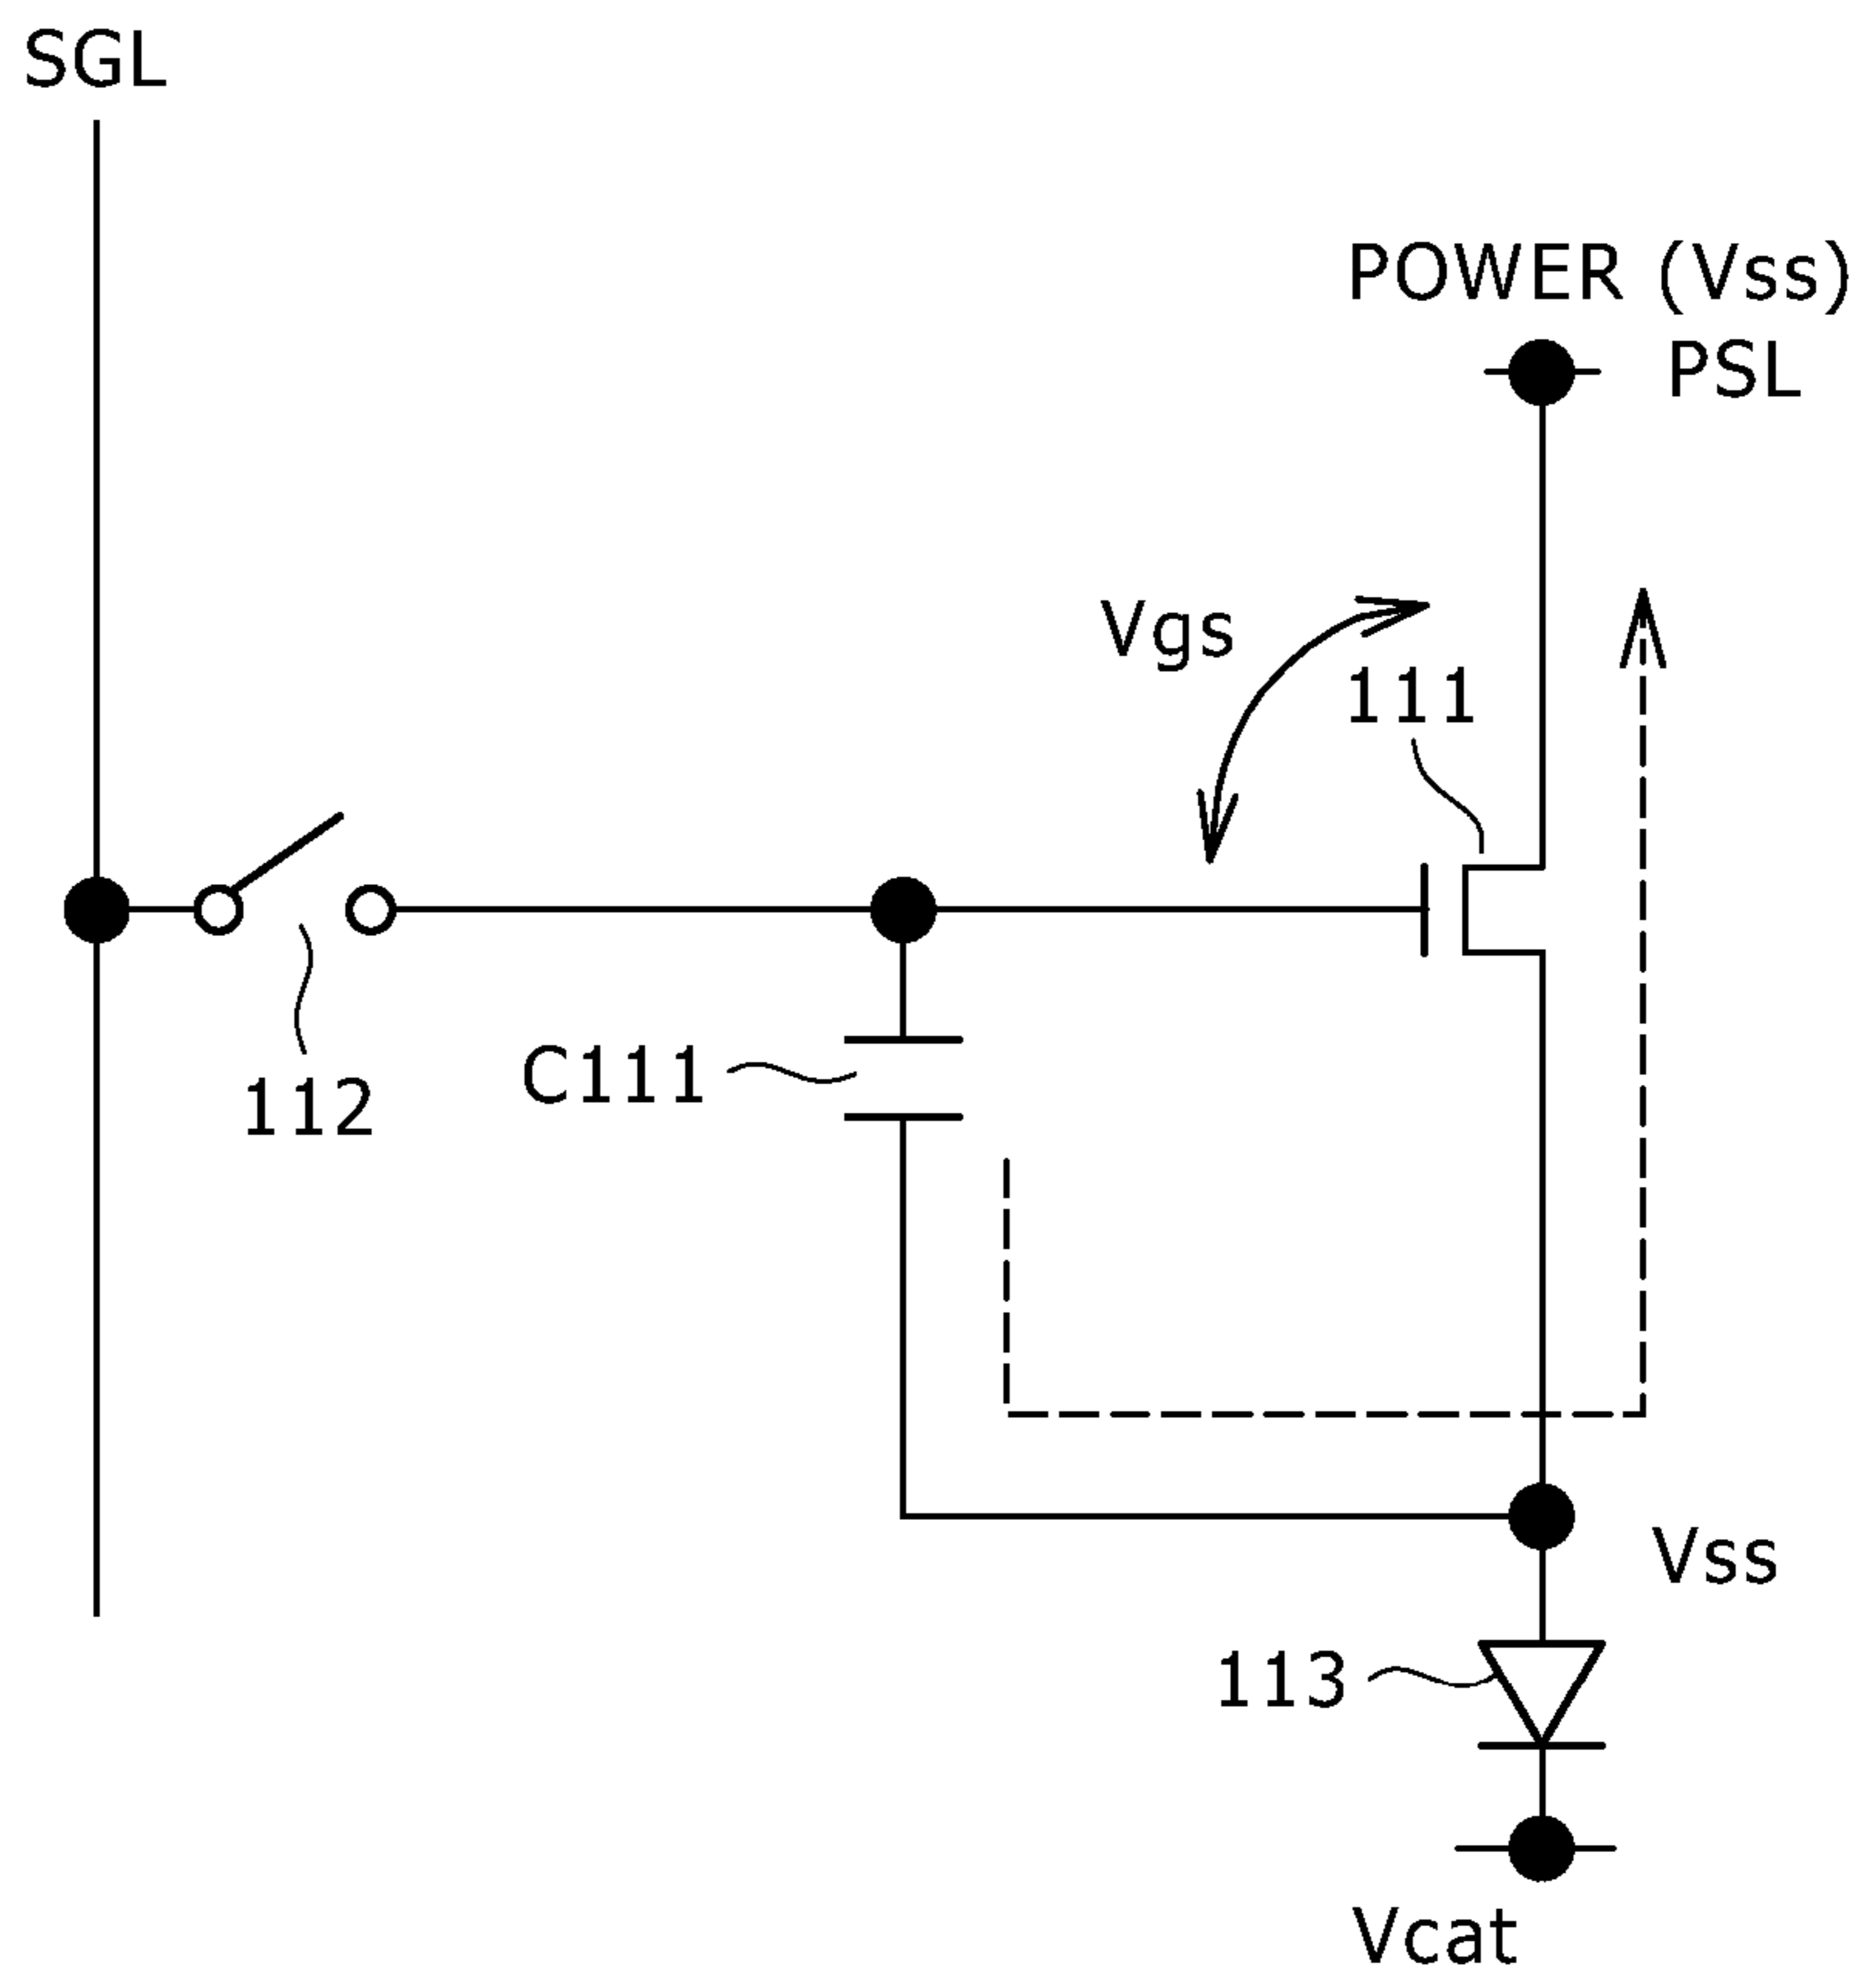 SGL
POWER (Vss)
PSL
Vgs
111
112
C111
Vss
113
Vcat